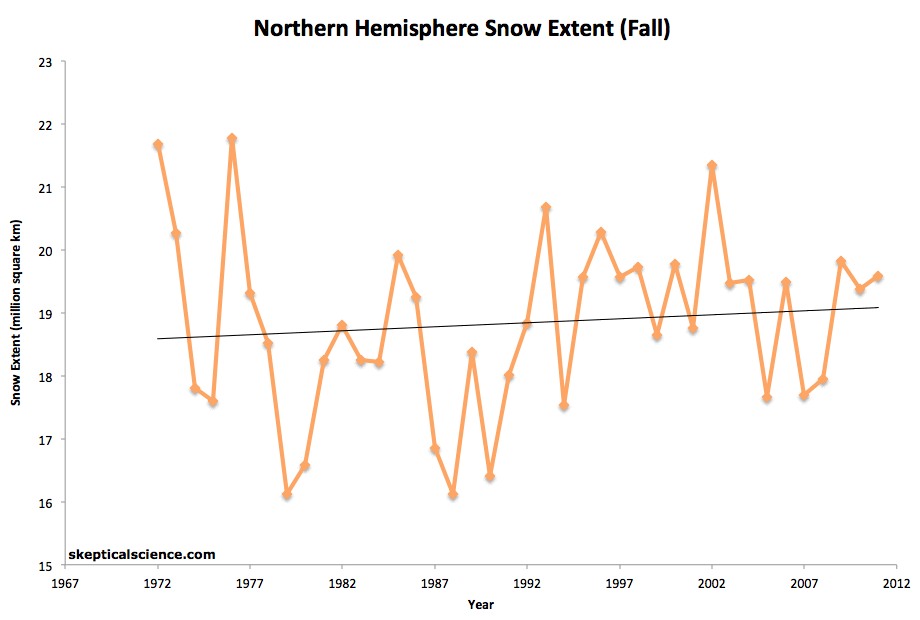 Northern Hemisphere Snow Extent (Fall)
23
22
21
20
19
18
17
16
15
Snow Extent (million square km)
skepticalscience.com
1967 1972 1977 1982 1987 1992 1997 2002 2007 2012
Year